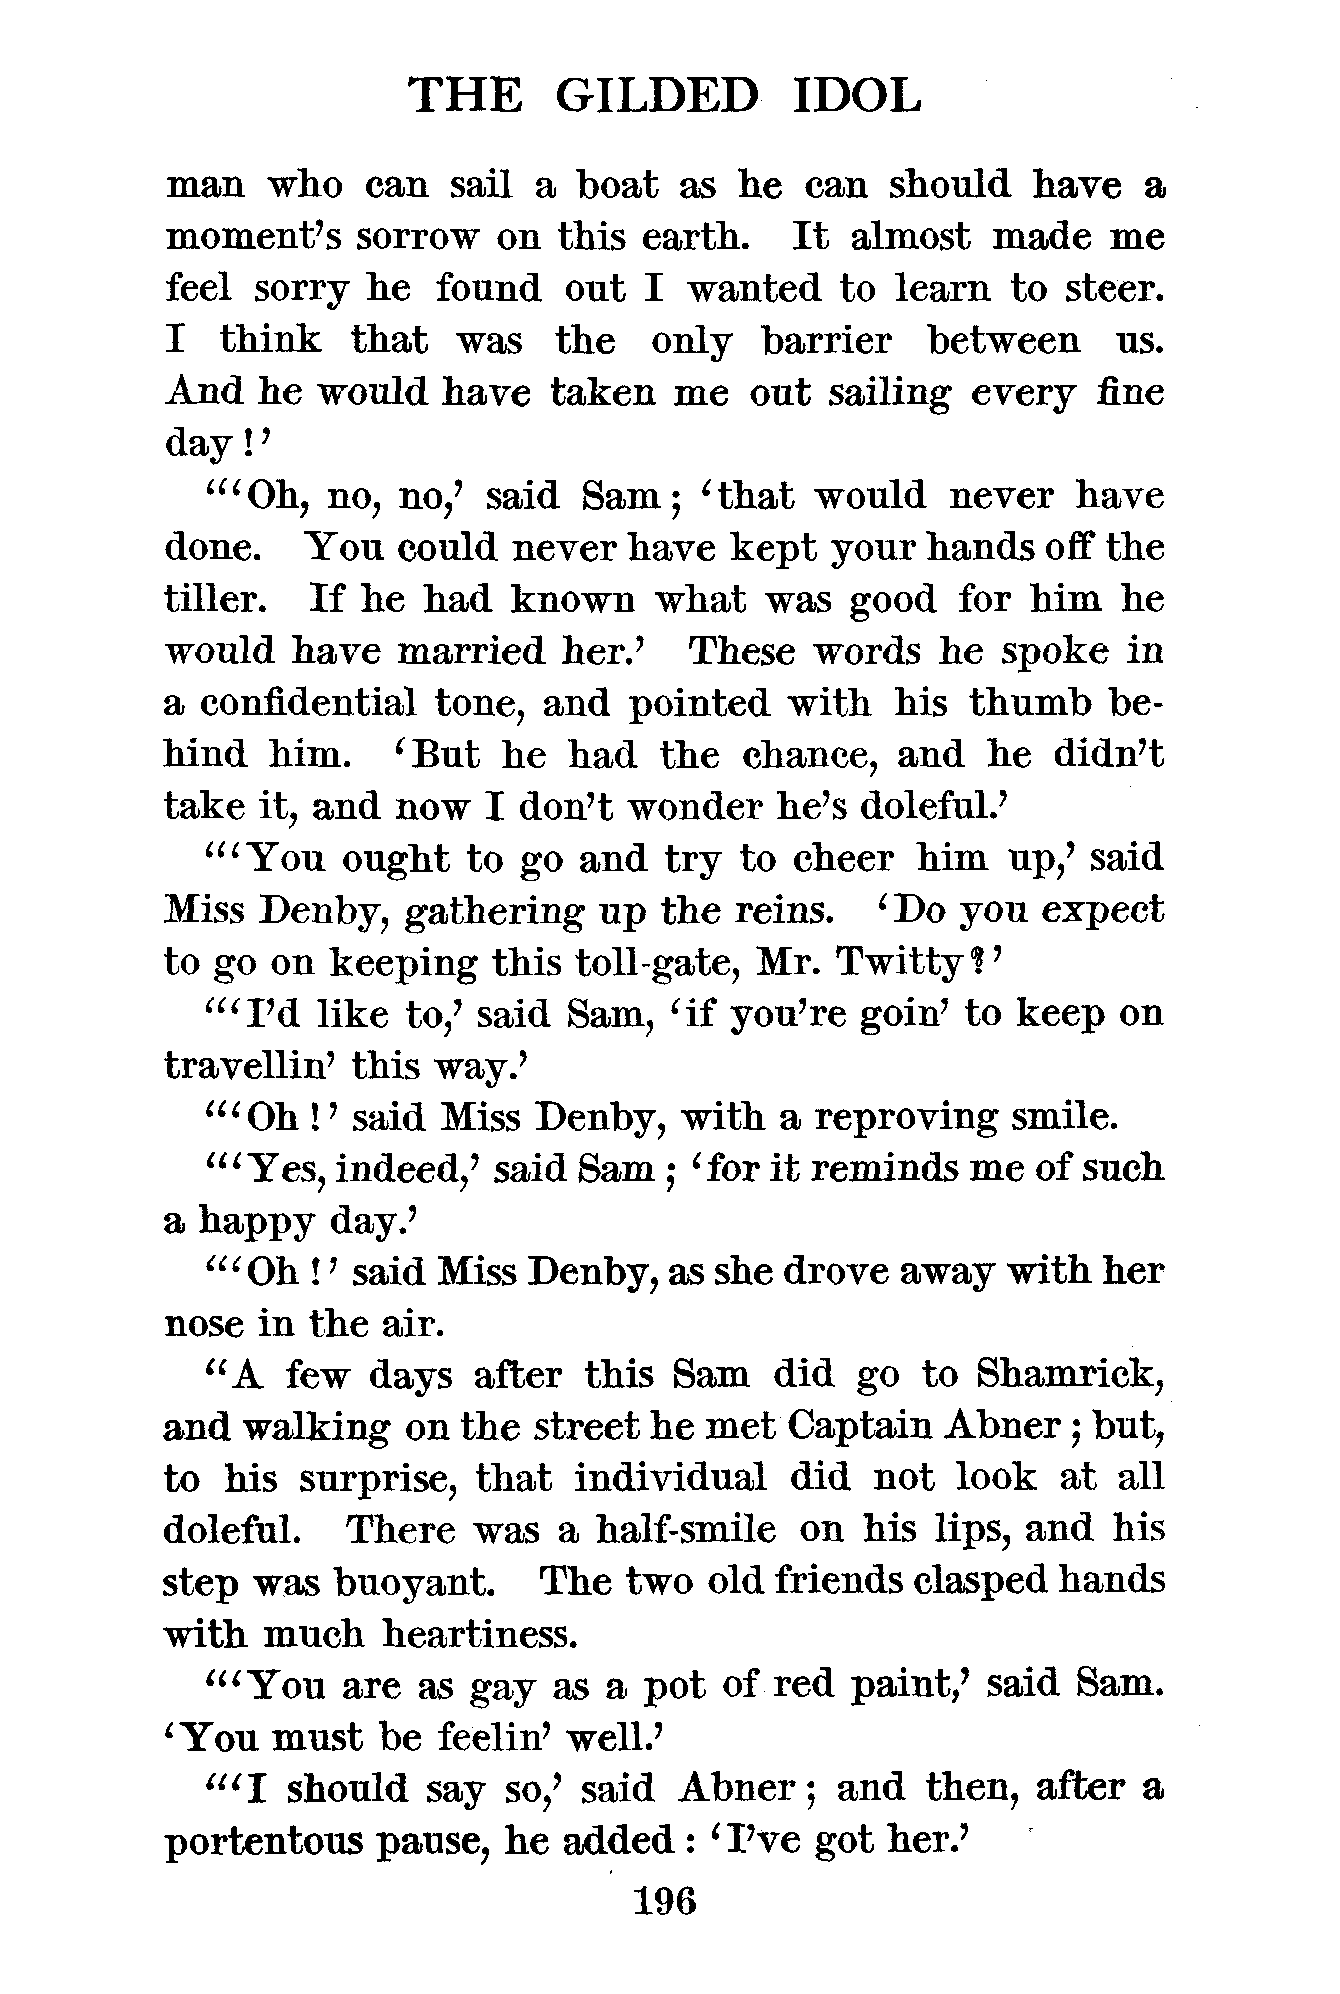 THE GILDED IDOL
man who can sail a boat as he can should have a
moment's sorrow on this earth. It almost made me
feel sorry he found out I wanted to learn to steer.
I think that was the only barrier between us.
And he would have taken me out sailing every fine
day!'
"'Oh, no, no,' said Sam; 'that would never have
done. You could never have kept your hands off the
tiller. If he had known what was good for him he
would have married her.' These words he spoke in
a confidential tone, and pointed with his thumb be-
hind him. 'But he had the chance, and he didn't
take it, and now I don't wonder he's doleful.'
"'You ought to go and try to cheer him up,' said
Miss Denby, gathering up the reins. 'Do you expect
to go on keeping this toll-gate, Mr. Twitty?'
"'I'd like to,' said Sam, 'if you're goin' to keep on
travellin' this way.'
"'Oh!' said Miss Denby, with a reproving smile.
"'Yes, indeed,' said Sam; 'for it reminds me of such
a happy day.'
"'Oh!' said Miss Denby, as she drove away with her
nose in the air.
"A few days after this Sam did go to Shamrick,
and walking on the street he met Captain Abner; but,
to his surprise, that individual did not look at all
doleful. There was a half-smile on his lips, and his
step was buoyant. The two old friends clasped hands
with much heartiness.
"'You are as gay as a pot of red paint,' said Sam.
'You must be feelin' well.'
"'I should say so,' said Abner; and then, after a
portentous pause, he added: 'I've got her.'
196